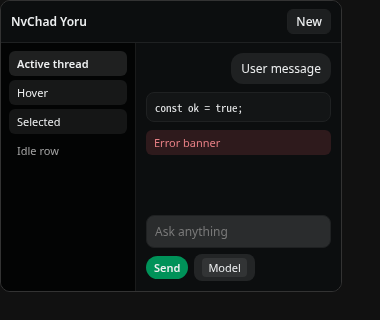 NvChad Yoru
New
Active thread
Hover
Selected
Idle row
User message
const ok = true;
Error banner
Ask anything
Send
Model